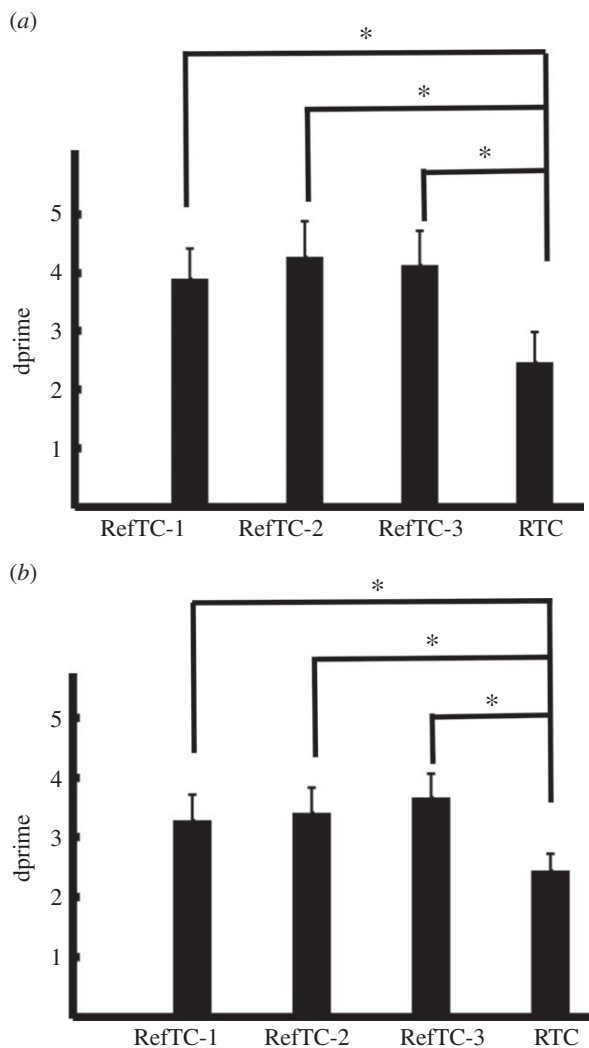 (a)
*
*
*
5
4
3
2
1
dprime
RefTC-1 RefTC-2 RefTC-3 RTC
(b)
*
*
*
5
4
3
2
1
dprime
RefTC-1 RefTC-2 RefTC-3 RTC